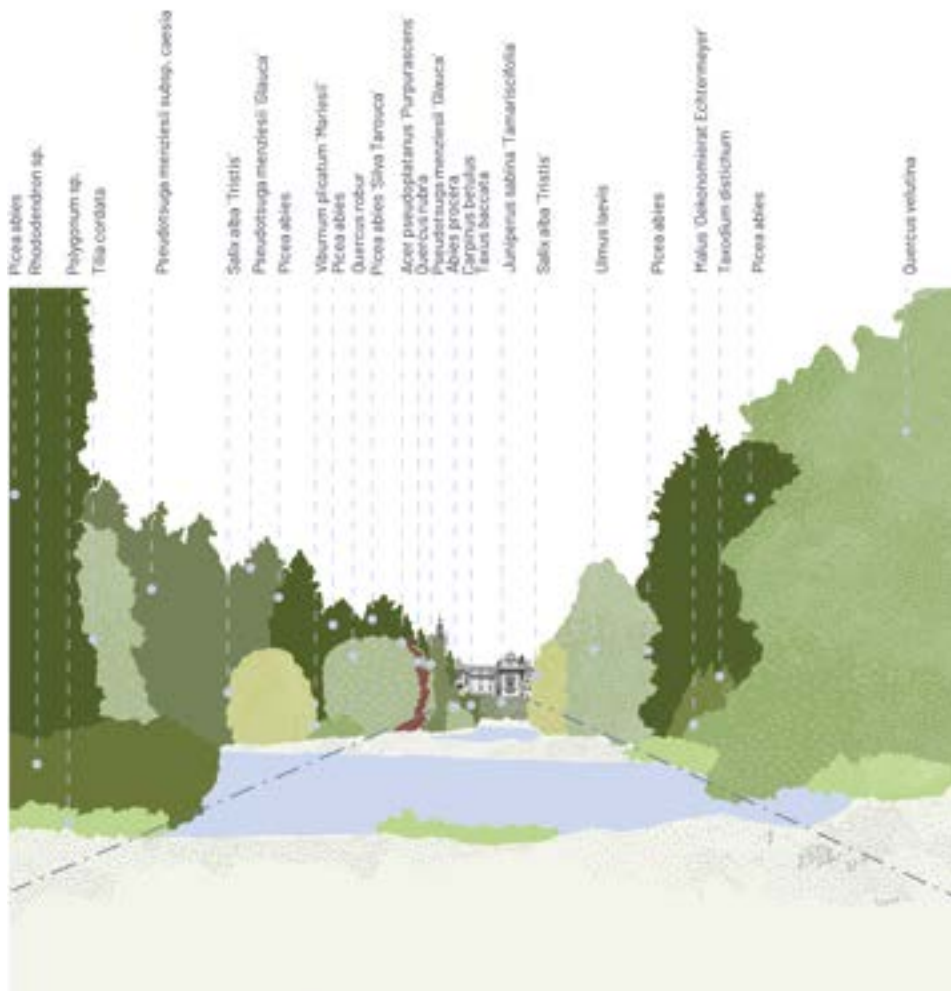 Picea abies
Rhododendron sp.
Polygonum sp.
Tilia cordata
Pseudotsuga menziesii subsp. caesia
Salix alba 'Tristis'
Pseudotsuga menziesii 'Glauca'
Picea abies
Viburnum plicatum 'Mariesii'
Picea abies
Quercus robur
Picea abies 'Silva Tarouca'
Acer pseudoplatanus 'Purpurascens'
Quercus rubra
Pseudotsuga menziesii 'Glauca'
Abies procera
Carpinus betulus
Taxus baccata
Juniperus sabina 'Tamariscifolia'
Salix alba 'Tristis'
Ulmus laevis
Picea abies
Malus 'Oekonomierat Echtermeyer'
Taxodium distichum
Picea abies
Quercus velutina